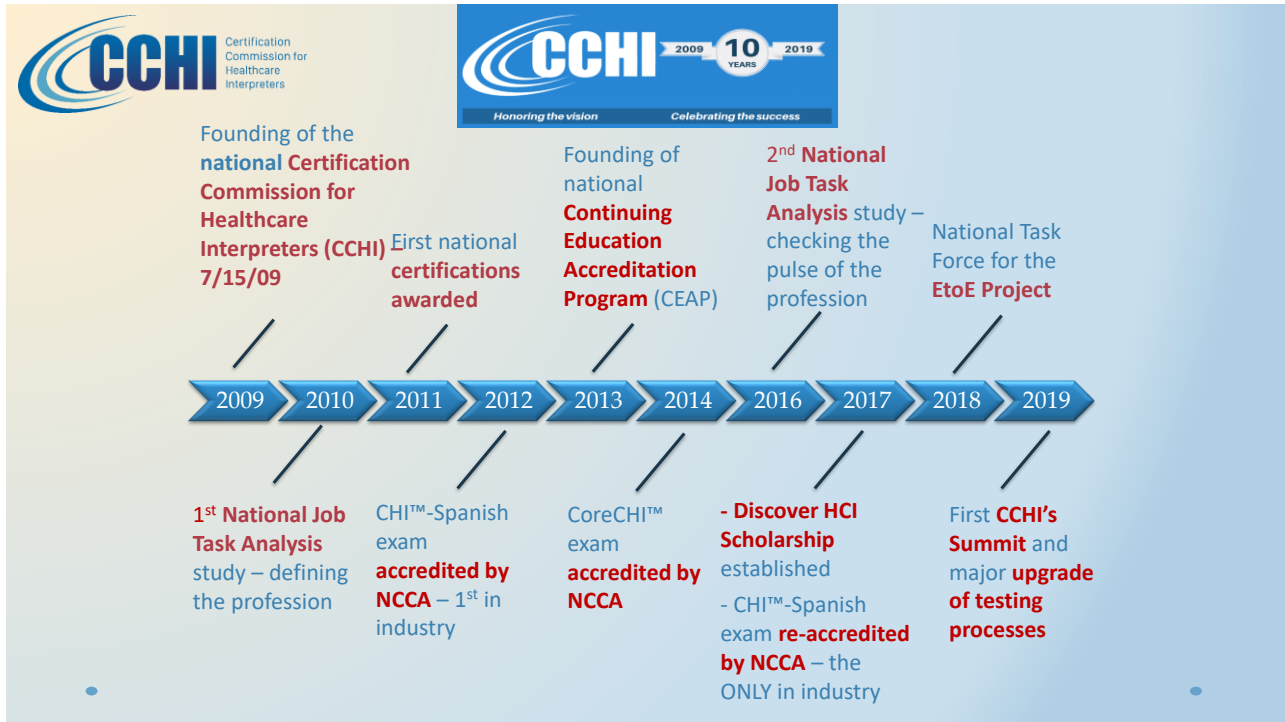 CCHI
Certification
Commission for
Healthcare
Interpreters
CCHI
2009
10
YEARS
2019
Honoring the vision
Celebrating the success
Founding of the
national Certification
Commission for
Healthcare
Interpreters (CCHI) –
7/15/09
First national
certifications
awarded
Founding of
national
Continuing
Education
Accreditation
Program (CEAP)
2nd National
Job Task
Analysis study –
checking the
pulse of the
profession
National Task
Force for the
EtoE Project
2009
2010
2011
2012
2013
2014
2016
2017
2018
2019
1st National Job
Task Analysis
study – defining
the profession
CHI™-Spanish
exam
accredited by
NCCA – 1st in
industry
CoreCHI™
exam
accredited by
NCCA
- Discover HCI
Scholarship
established
- CHI™-Spanish
exam re-accredited
by NCCA – the
ONLY in industry
First CCHI’s
Summit and
major upgrade
of testing
processes